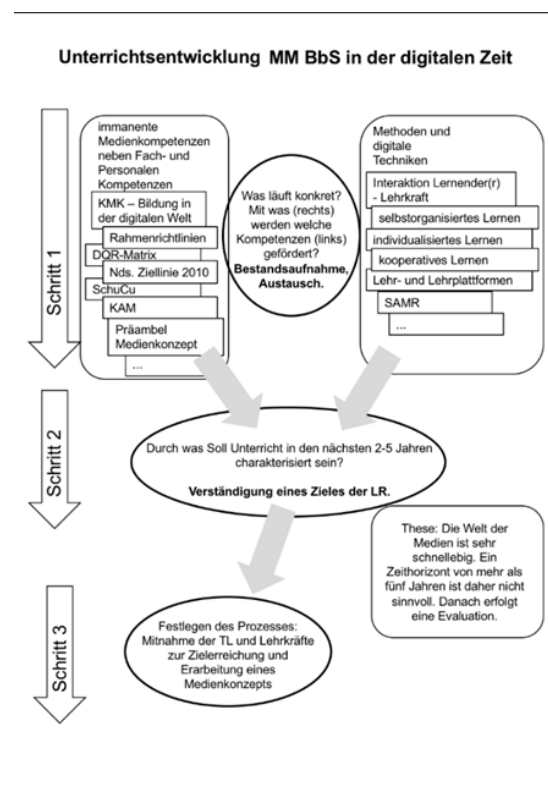 Unterrichtsentwicklung MM BbS in der digitalen Zeit
Schritt 1
immanente
Medienkompetenzen
neben Fach- und
Personalen
Kompetenzen
KMK – Bildung in
der digitalen Welt
Rahmenrichtlinien
DQR-Matrix
Nds. Ziellinie 2010
SchuCu
KAM
Präambel
Medienkonzept
...
Was läuft konkret?
Mit was (rechts)
werden welche
Kompetenzen (links)
gefördert?
Bestandsaufnahme,
Austausch.
Methoden und
digitale
Techniken
Interaktion Lernender(r)
- Lehrkraft
selbstorganisiertes Lernen
individualisiertes Lernen
kooperatives Lernen
Lehr- und Lehrplattformen
SAMR
...
Schritt 2
Durch was Soll Unterricht in den nächsten 2-5 Jahren
charakterisiert sein?
Verständigung eines Zieles der LR.
These: Die Welt der
Medien ist sehr
schnellebig. Ein
Zeithorizont von mehr als
fünf Jahren ist daher nicht
sinnvoll. Danach erfolgt
eine Evaluation.
Schritt 3
Festlegen des Prozesses:
Mitnahme der TL und Lehrkräfte
zur Zielerreichung und
Erarbeitung eines
Medienkonzepts